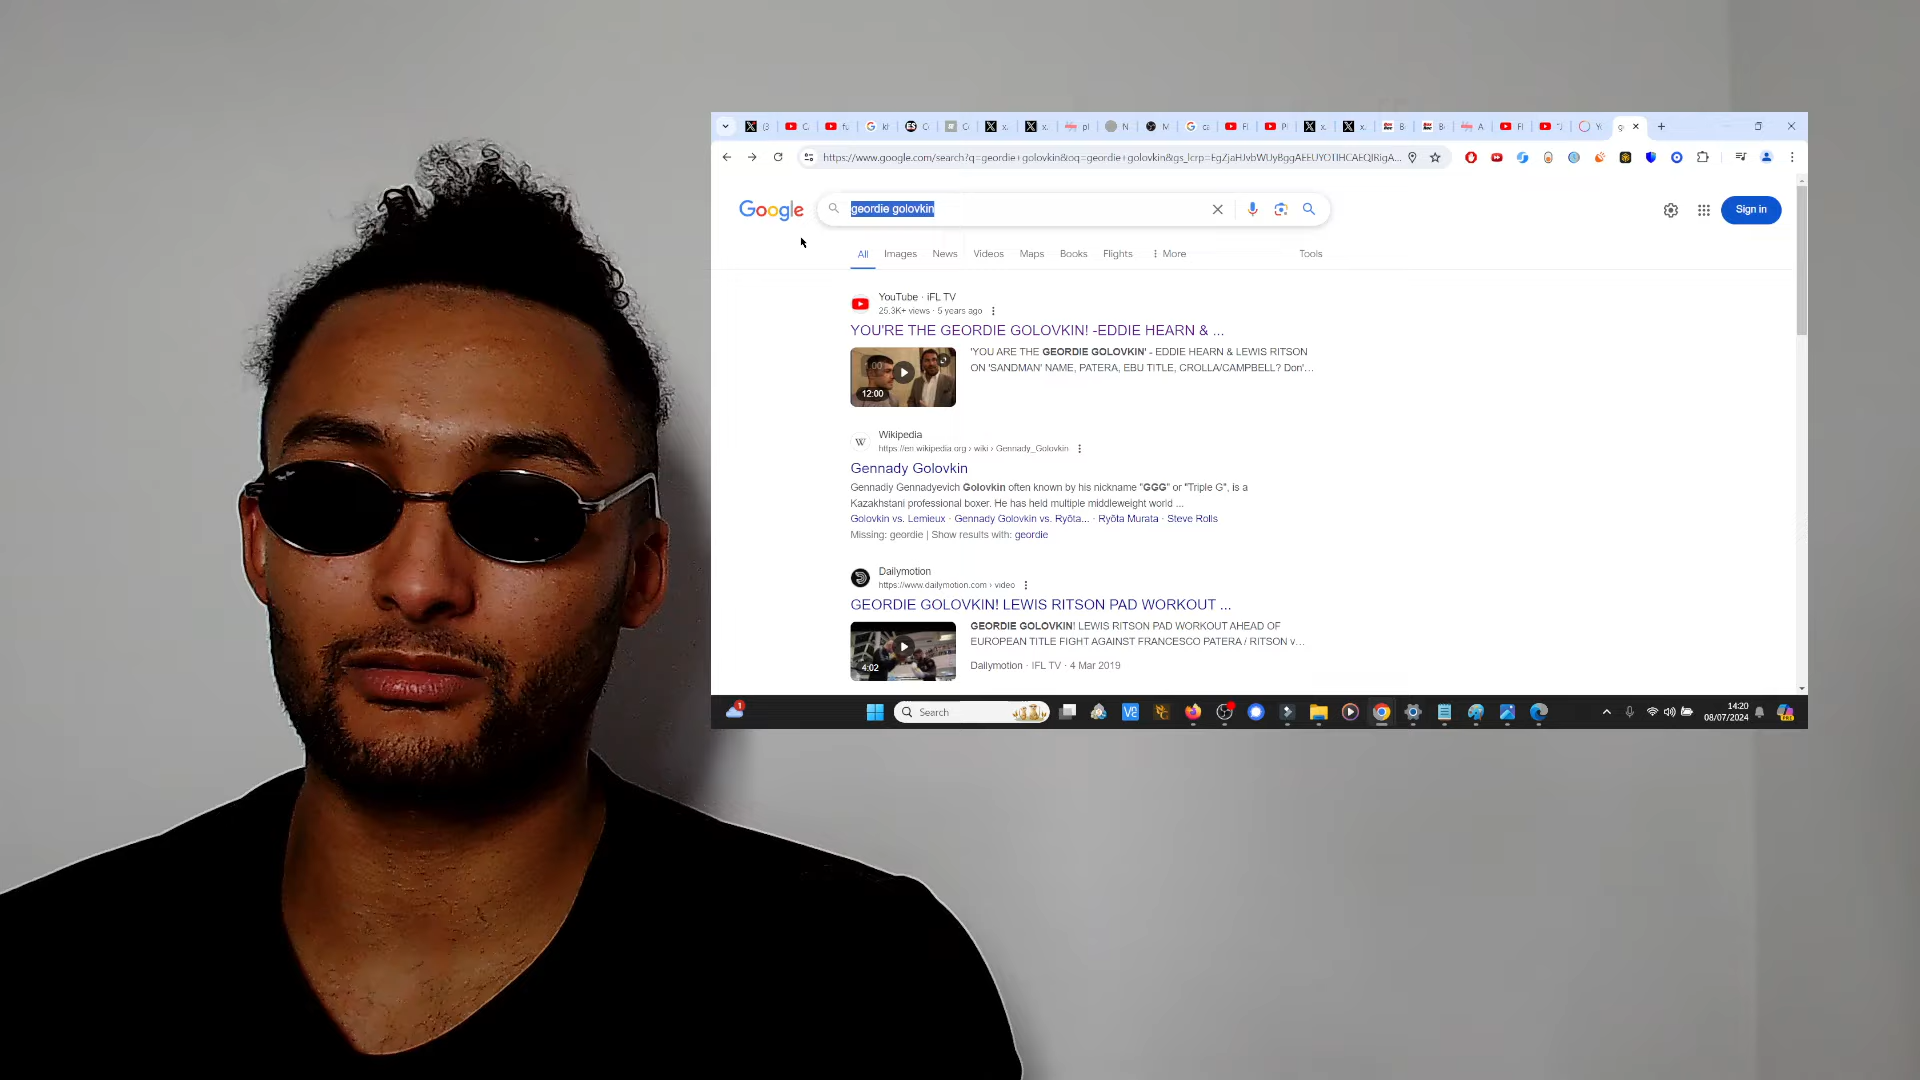 https://www.google.com/search?q=geordie+golovkin&oq=geordie+golovkin&gs_lcrp=EgZjaHJvbWUyBggAEEUYOTIHCAEQIRigA...
Google
geordie golovkin
Sign in
All Images News Videos Maps Books Flights More Tools
YouTube · iFL TV
25.3K+ views · 5 years ago
YOU'RE THE GEORDIE GOLOVKIN! -EDDIE HEARN & ...
'YOU ARE THE GEORDIE GOLOVKIN' - EDDIE HEARN & LEWIS RITSON
ON 'SANDMAN' NAME, PATERA, EBU TITLE, CROLLA/CAMPBELL? Don'...
12:00
Wikipedia
https://en.wikipedia.org › wiki › Gennady_Golovkin
Gennady Golovkin
Gennadiy Gennadyevich Golovkin often known by his nickname "GGG" or "Triple G", is a
Kazakhstani professional boxer. He has held multiple middleweight world ...
Golovkin vs. Lemieux · Gennady Golovkin vs. Ryōta... · Ryōta Murata · Steve Rolls
Missing: geordie | Show results with: geordie
Dailymotion
https://www.dailymotion.com › video
GEORDIE GOLOVKIN! LEWIS RITSON PAD WORKOUT ...
GEORDIE GOLOVKIN! LEWIS RITSON PAD WORKOUT AHEAD OF
EUROPEAN TITLE FIGHT AGAINST FRANCESCO PATERA / RITSON v...
4:02
Dailymotion · IFL TV · 4 Mar 2019
1
Search
14:20
08/07/2024